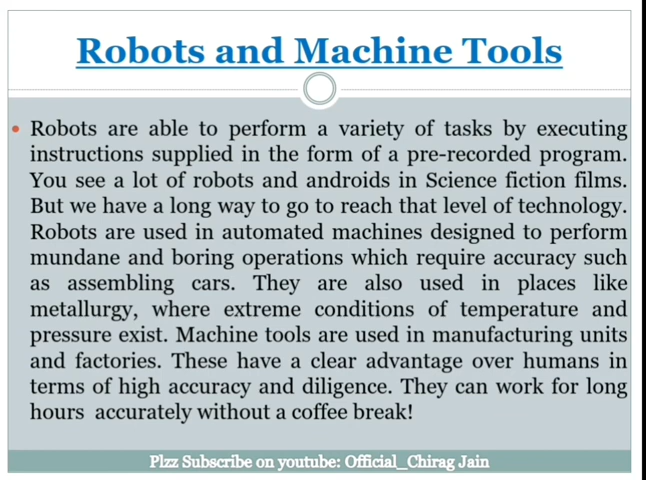 Robots and Machine Tools
• Robots are able to perform a variety of tasks by executing
instructions supplied in the form of a pre-recorded program.
You see a lot of robots and androids in Science fiction films.
But we have a long way to go to reach that level of technology.
Robots are used in automated machines designed to perform
mundane and boring operations which require accuracy such
as assembling cars. They are also used in places like
metallurgy, where extreme conditions of temperature and
pressure exist. Machine tools are used in manufacturing units
and factories. These have a clear advantage over humans in
terms of high accuracy and diligence. They can work for long
hours accurately without a coffee break!
Plzz Subscribe on youtube: Official_Chirag Jain